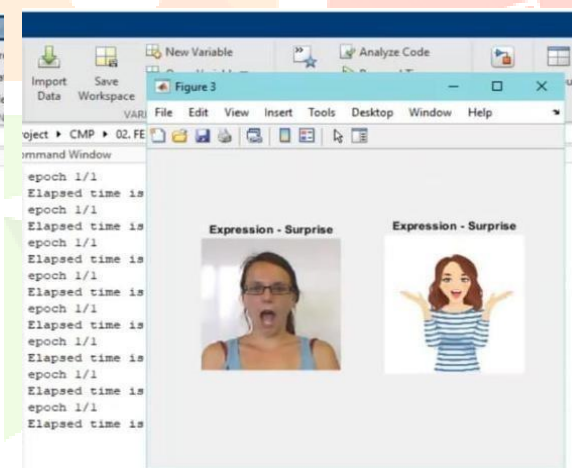 New Variable
Analyze Code
Import
Data
Save
Workspace
VARI
Figure 3
File Edit View Insert Tools Desktop Window Help
oject ▸ CMP ▸ 02. FE
ommand Window
epoch 1/1
Elapsed time is
epoch 1/1
Elapsed time is
epoch 1/1
Elapsed time is
epoch 1/1
Elapsed time is
epoch 1/1
Elapsed time is
epoch 1/1
Elapsed time is
epoch 1/1
Elapsed time is
epoch 1/1
Elapsed time is
Expression - Surprise
Expression - Surprise